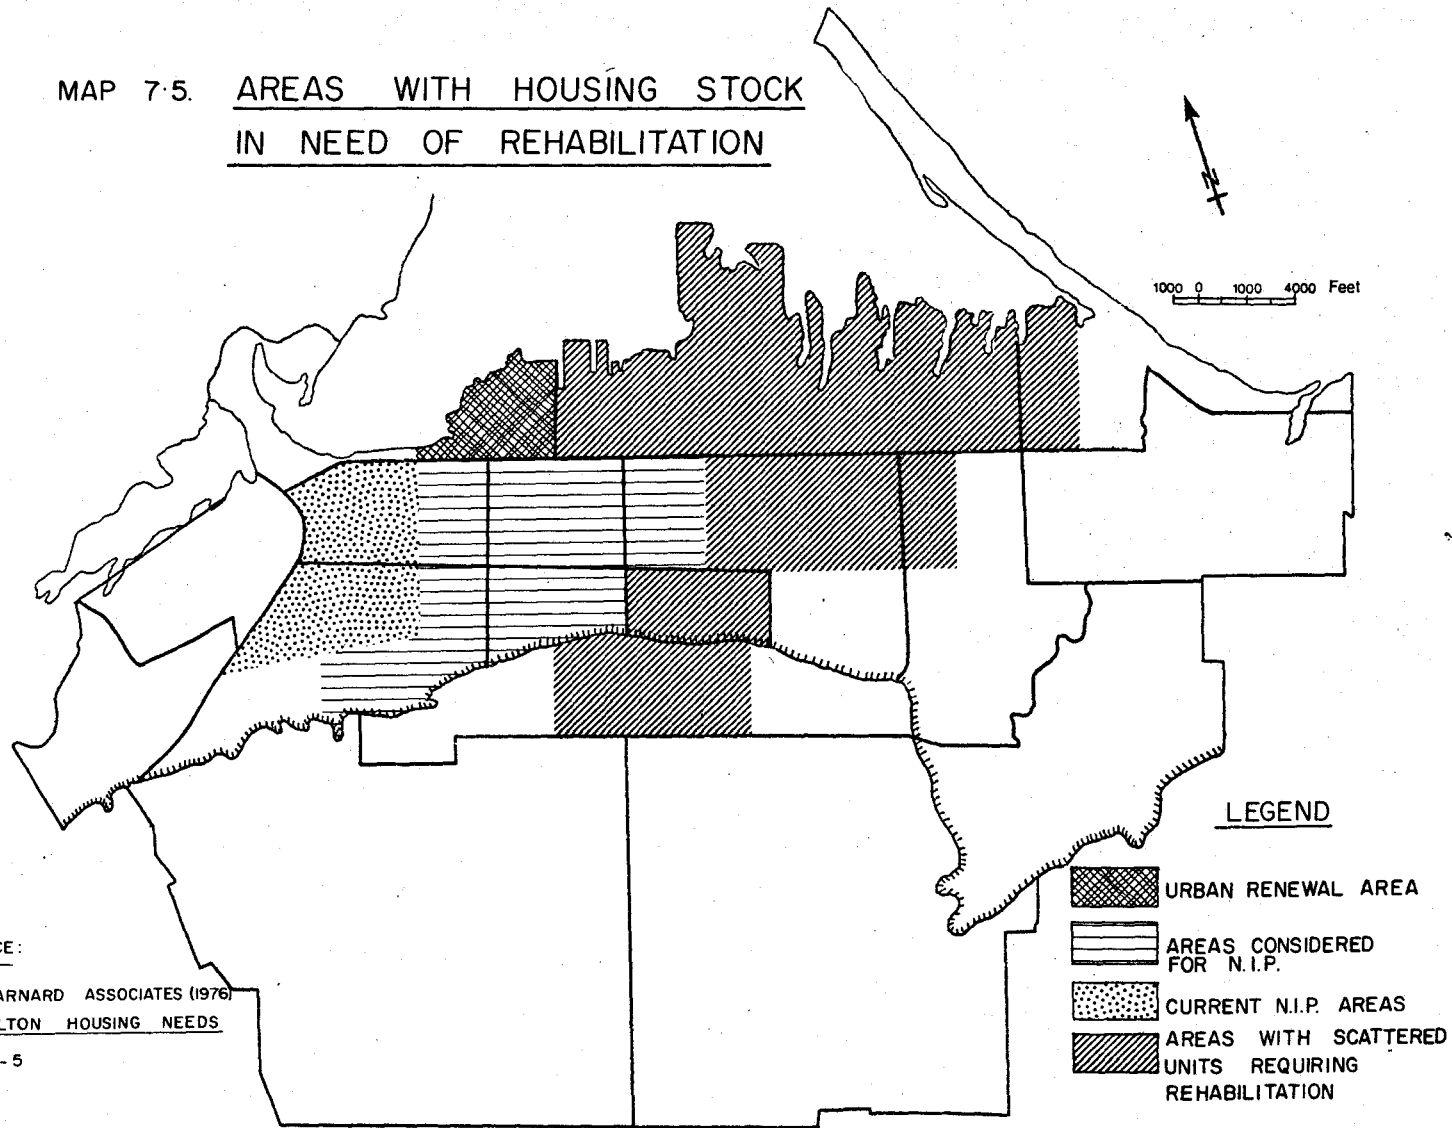 MAP 7·5. AREAS WITH HOUSING STOCK
IN NEED OF REHABILITATION
N
1000 0 1000 4000 Feet
LEGEND
URBAN RENEWAL AREA
AREAS CONSIDERED
FOR N.I.P.
CURRENT N.I.P. AREAS
AREAS WITH SCATTERED
UNITS REQUIRING
REHABILITATION
CE:
ARNARD ASSOCIATES (1976)
LTON HOUSING NEEDS
- 5